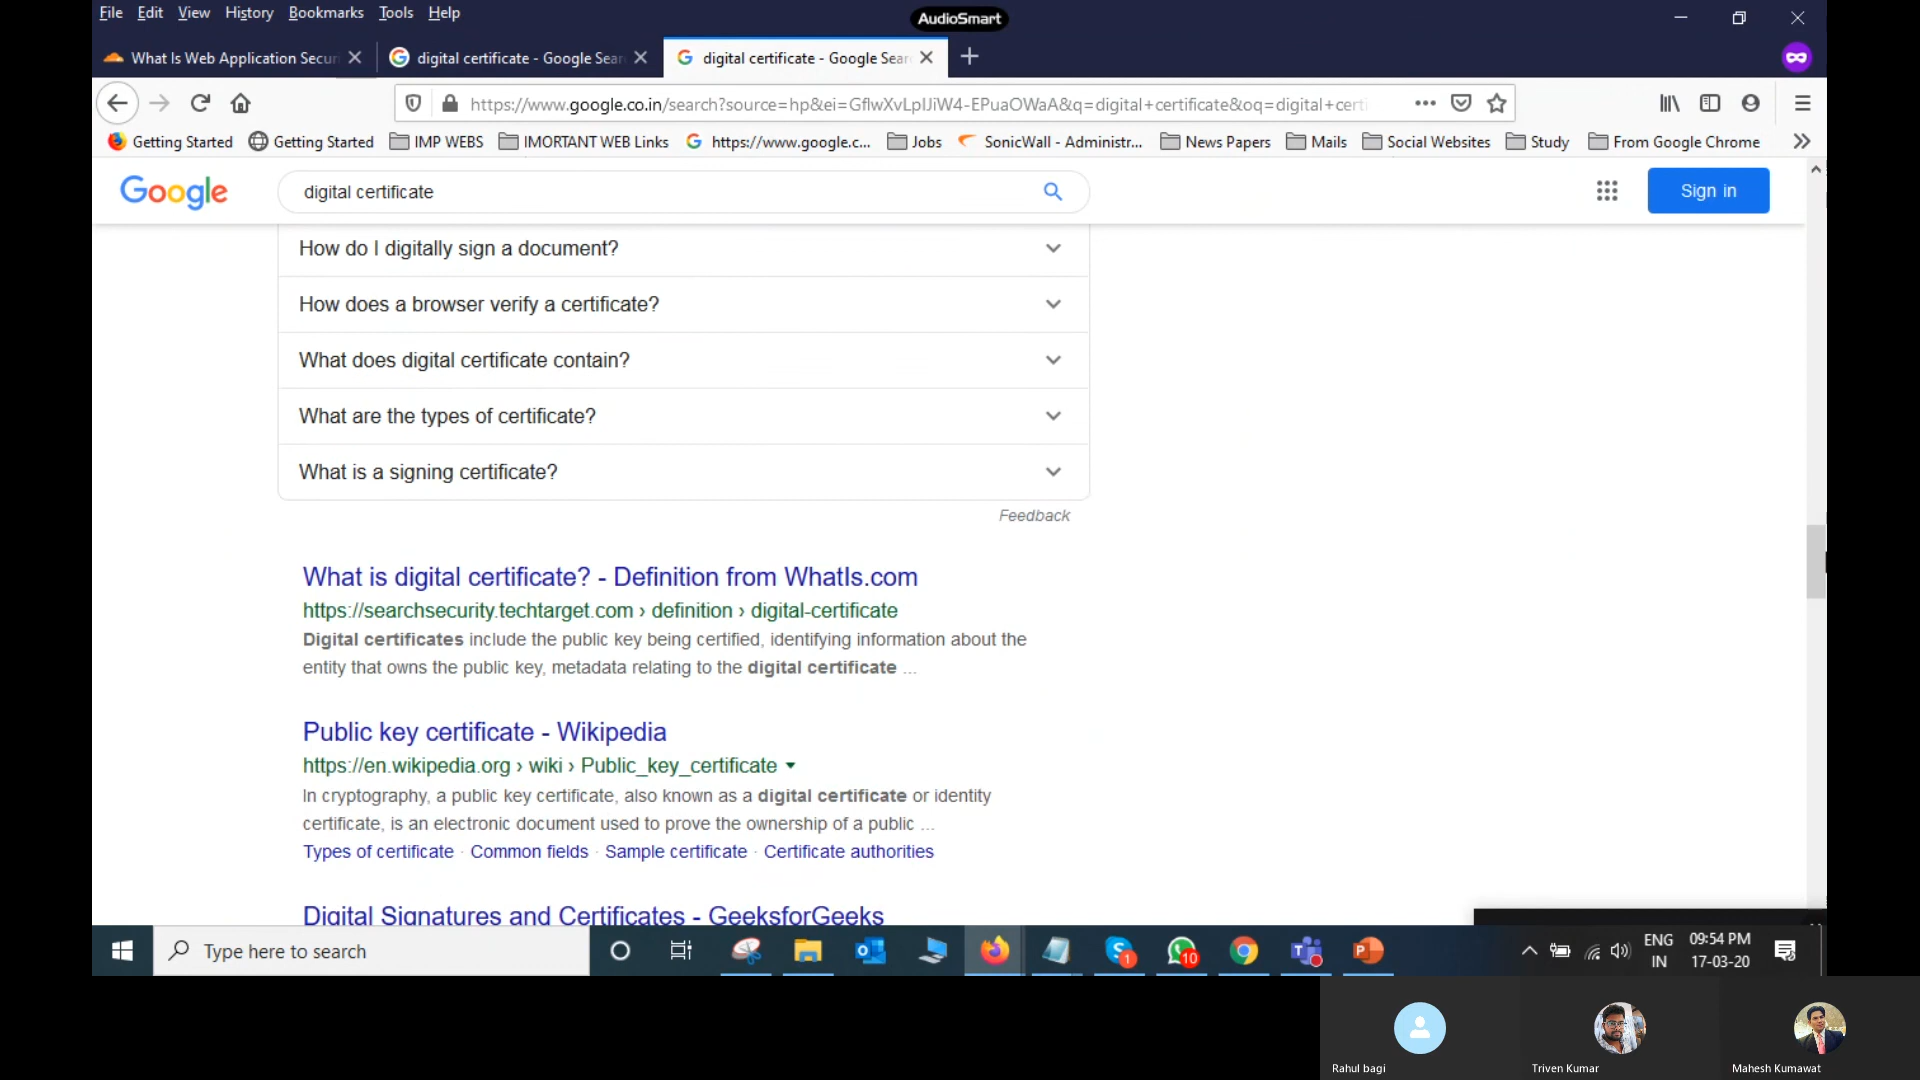 File Edit View History Bookmarks Tools Help
AudioSmart
What Is Web Application Secur
digital certificate - Google Sear
digital certificate - Google Sear
https://www.google.co.in/search?source=hp&ei=GflwXvLpIJiW4-EPuaOWaA&q=digital+certificate&oq=digital+certi
Getting Started Getting Started IMP WEBS IMORTANT WEB Links https://www.google.c... Jobs SonicWall - Administr... News Papers Mails Social Websites Study From Google Chrome
Google
digital certificate
Sign in
How do I digitally sign a document?
How does a browser verify a certificate?
What does digital certificate contain?
What are the types of certificate?
What is a signing certificate?
Feedback
What is digital certificate? - Definition from WhatIs.com
https://searchsecurity.techtarget.com › definition › digital-certificate
Digital certificates include the public key being certified, identifying information about the
entity that owns the public key, metadata relating to the digital certificate ...
Public key certificate - Wikipedia
https://en.wikipedia.org › wiki › Public_key_certificate
In cryptography, a public key certificate, also known as a digital certificate or identity
certificate, is an electronic document used to prove the ownership of a public ...
Types of certificate · Common fields · Sample certificate · Certificate authorities
Digital Signatures and Certificates - GeeksforGeeks
Type here to search
1
10
ENG
IN
09:54 PM
17-03-20
Rahul bagi
Triven Kumar
Mahesh Kumawat